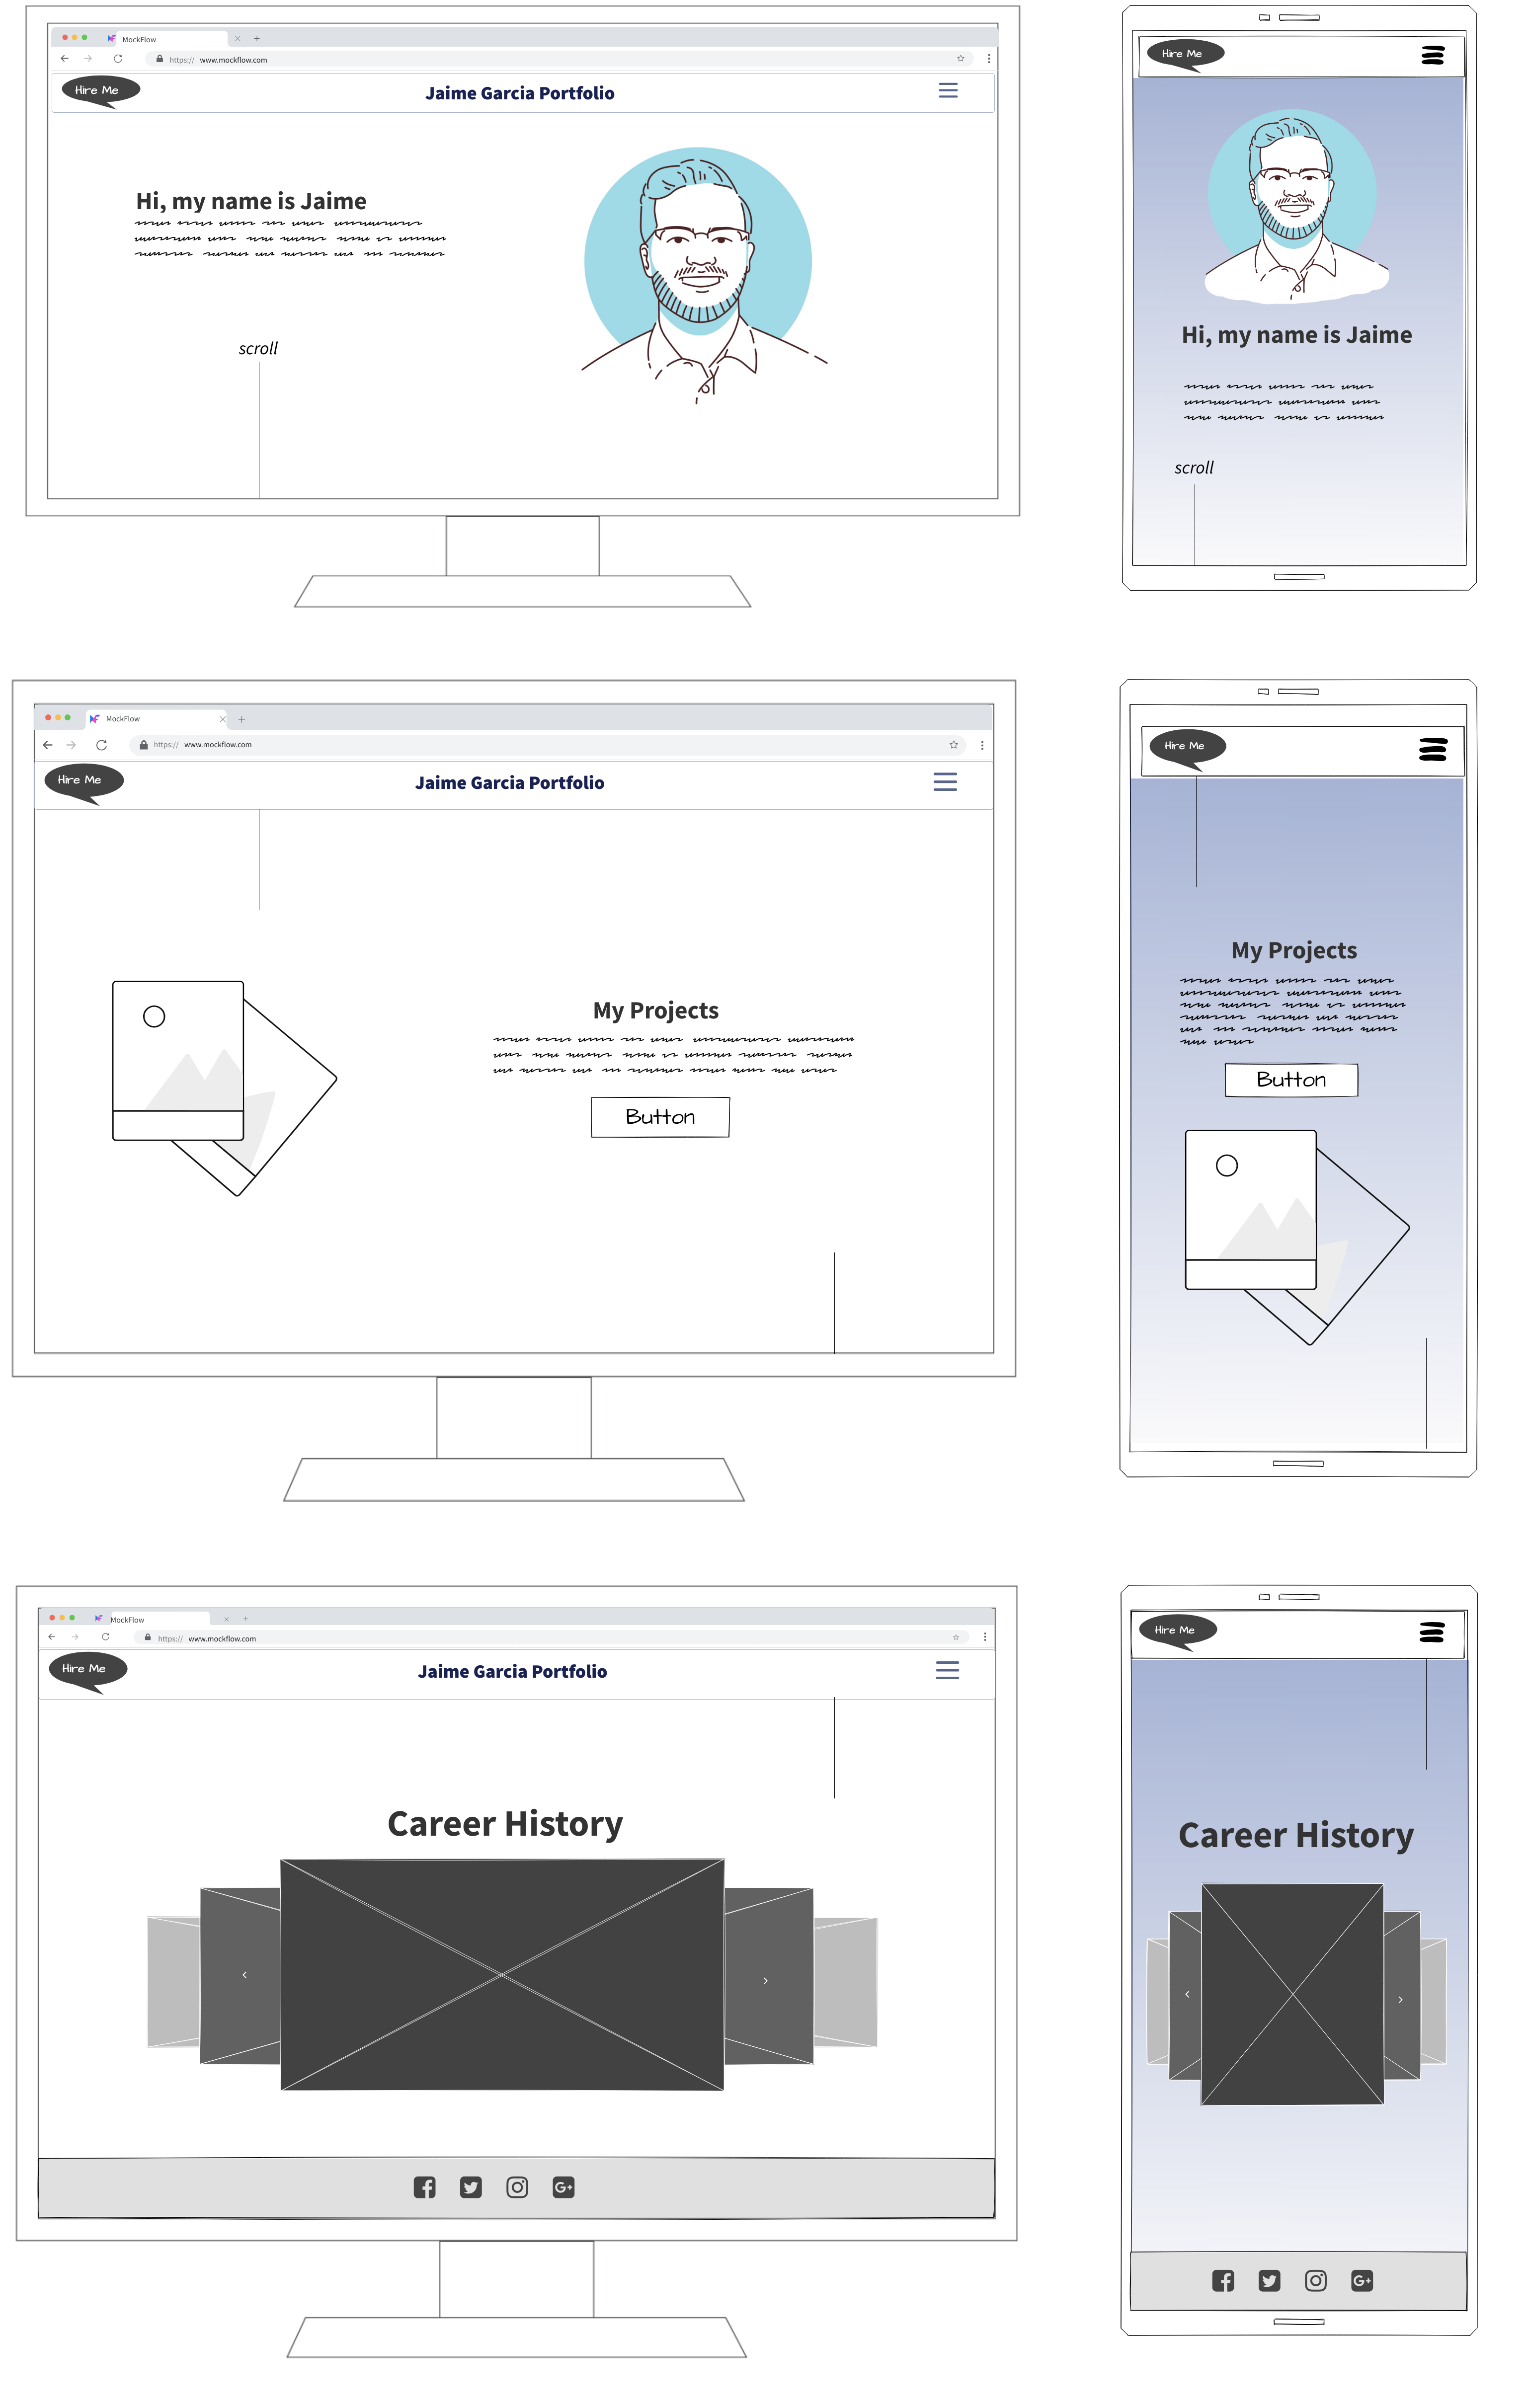 MockFlow
https:// www.mockflow.com
Hire Me
Jaime Garcia Portfolio
Hi, my name is Jaime
scroll
Hire Me
Hi, my name is Jaime
scroll
MockFlow
https:// www.mockflow.com
Hire Me
Jaime Garcia Portfolio
My Projects
Button
Hire Me
My Projects
Button
MockFlow
https:// www.mockflow.com
Hire Me
Jaime Garcia Portfolio
Career History
G+
Hire Me
Career History
G+